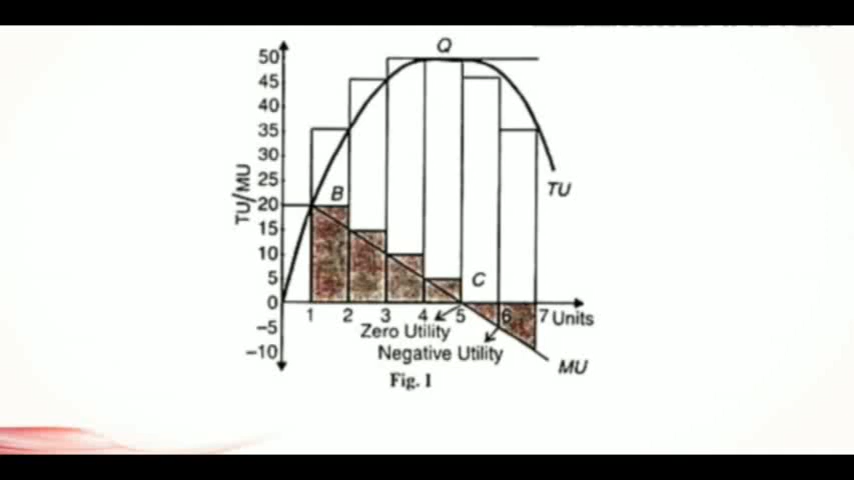 Q
50
45
40
35
30
25
20
15
10
5
0
-5
-10
TU/MU
B
TU
C
1 2 3 4 5 6 7 Units
Zero Utility
Negative Utility
MU
Fig. 1